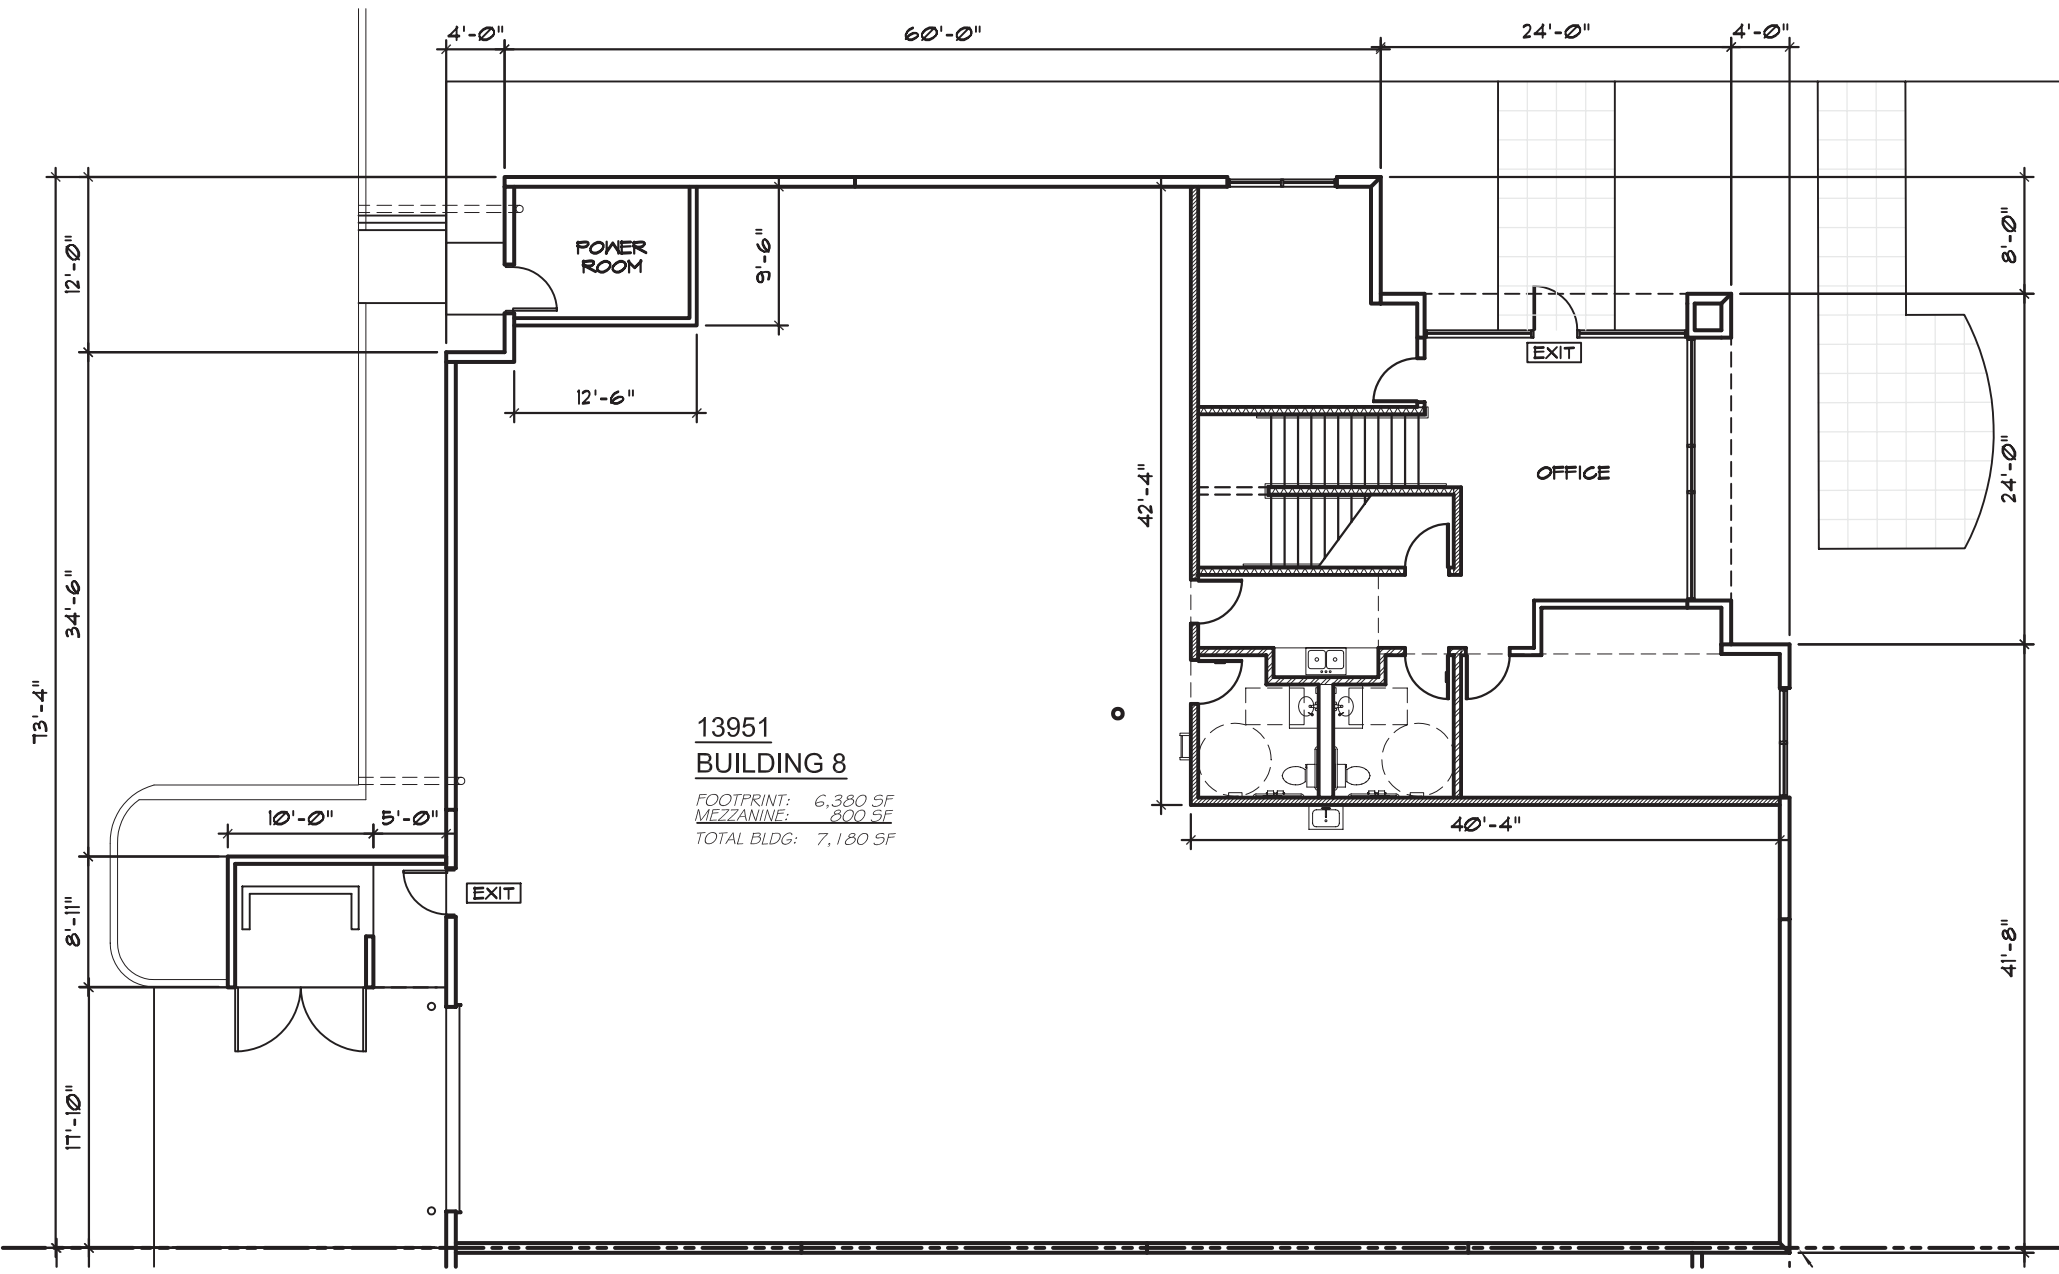 4'-0"
60'-0"
24'-0"
4'-0"
12'-0"
POWER
ROOM
9'-6"
8'-0"
EXIT
12'-6"
OFFICE
42'-4"
24'-0"
34'-6"
73'-4"
13951
BUILDING 8
FOOTPRINT: 6,380 SF
MEZZANINE: 800 SF
TOTAL BLDG: 7,180 SF
10'-0"
5'-0"
40'-4"
EXIT
8'-11"
41'-8"
17'-10"